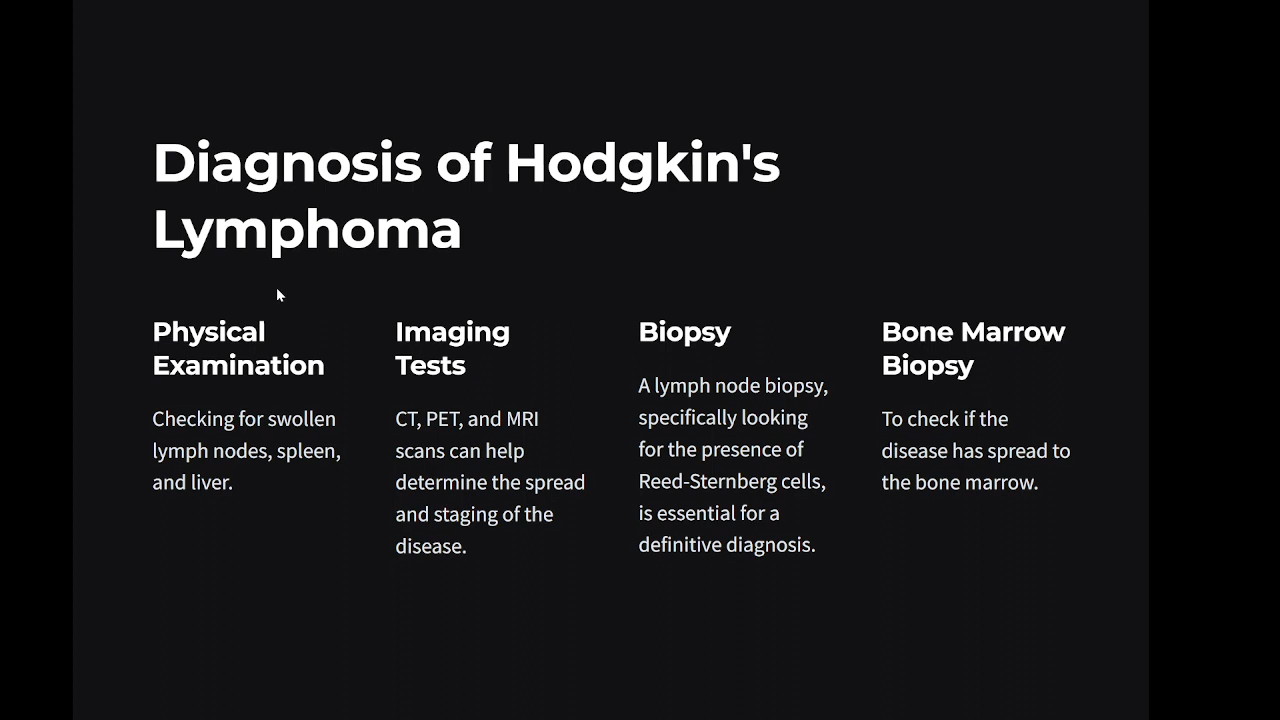 Diagnosis of Hodgkin's
Lymphoma
Physical
Examination
Checking for swollen
lymph nodes, spleen,
and liver.
Imaging
Tests
CT, PET, and MRI
scans can help
determine the spread
and staging of the
disease.
Biopsy
A lymph node biopsy,
specifically looking
for the presence of
Reed-Sternberg cells,
is essential for a
definitive diagnosis.
Bone Marrow
Biopsy
To check if the
disease has spread to
the bone marrow.